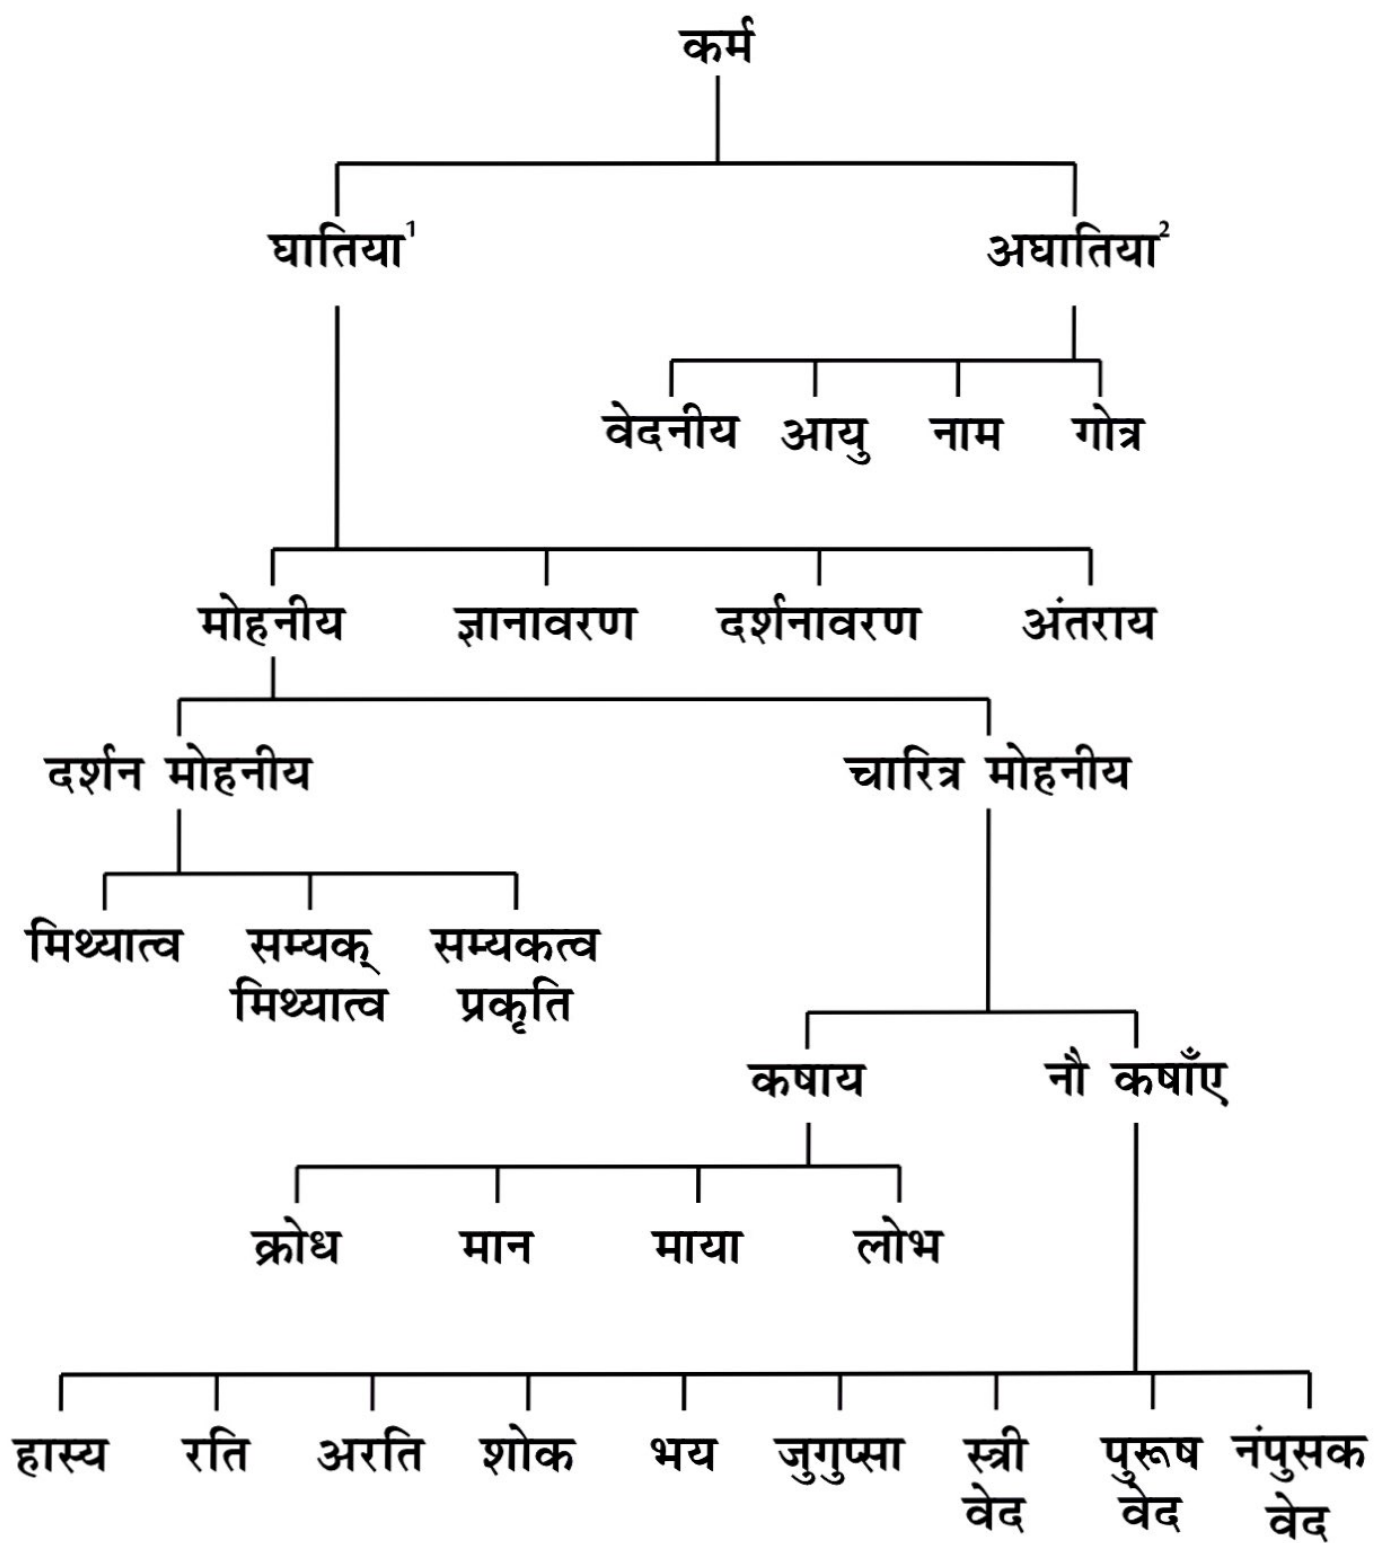 कर्म
घातिया¹ अघातिया²
वेदनीय आयु नाम गोत्र
मोहनीय ज्ञानावरण दर्शनावरण अंतराय
दर्शन मोहनीय चारित्र मोहनीय
मिथ्यात्व सम्यक् सम्यकत्व
मिथ्यात्व प्रकृति
कषाय नौ कषाँए
क्रोध मान माया लोभ
हास्य रति अरति शोक भय जुगुप्सा स्त्री पुरूष नंपुसक
वेद वेद वेद